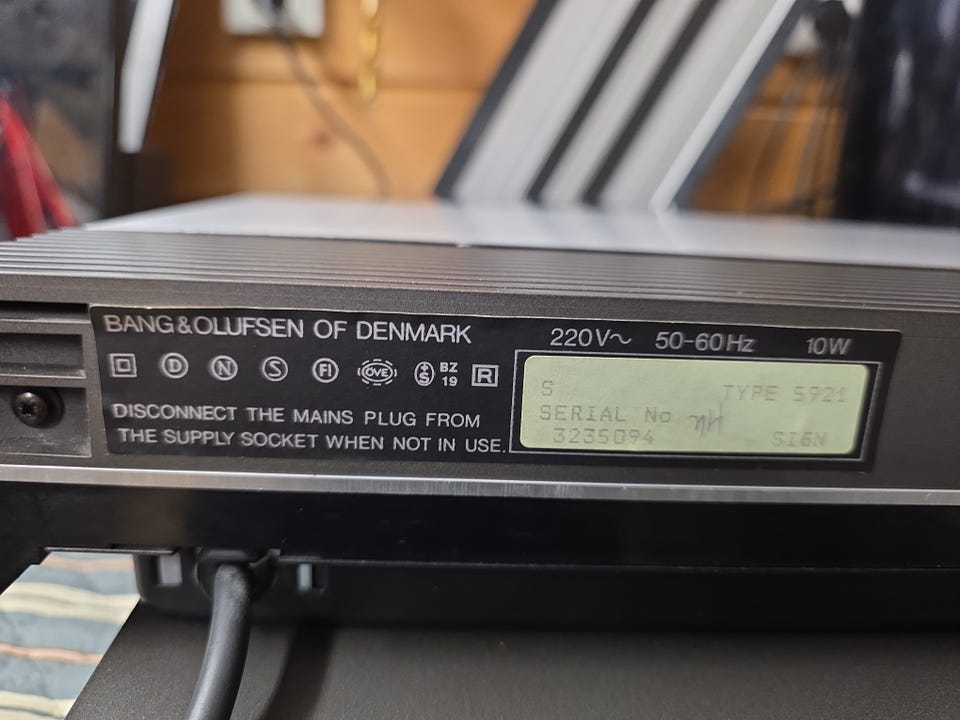 BANG & OLUFSEN OF DENMARK
220V~ 50-60Hz 10W
D N S FI ÖVE S BZ 19 R
DISCONNECT THE MAINS PLUG FROM
THE SUPPLY SOCKET WHEN NOT IN USE.
S TYPE 5921
SERIAL No
3235094 SIGN